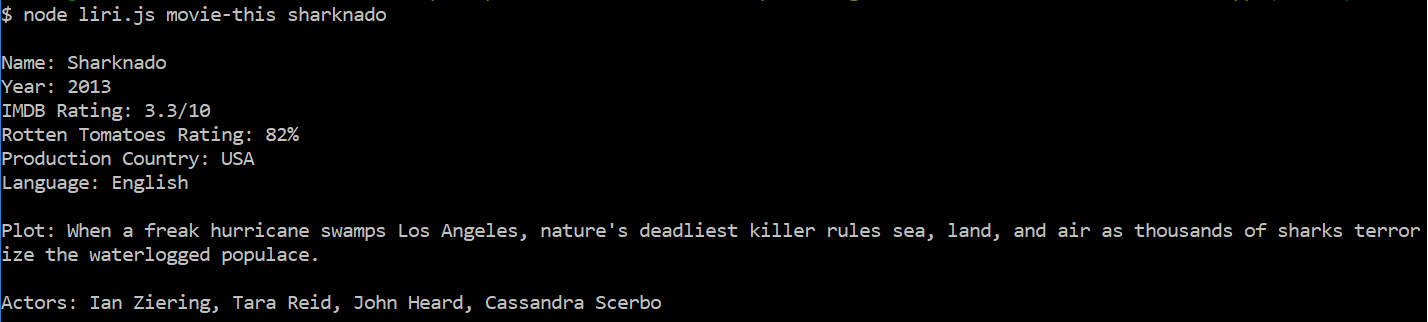 $ node liri.js movie-this sharknado
Name: Sharknado
Year: 2013
IMDB Rating: 3.3/10
Rotten Tomatoes Rating: 82%
Production Country: USA
Language: English
Plot: When a freak hurricane swamps Los Angeles, nature's deadliest killer rules sea, land, and air as thousands of sharks terror
ize the waterlogged populace.
Actors: Ian Ziering, Tara Reid, John Heard, Cassandra Scerbo